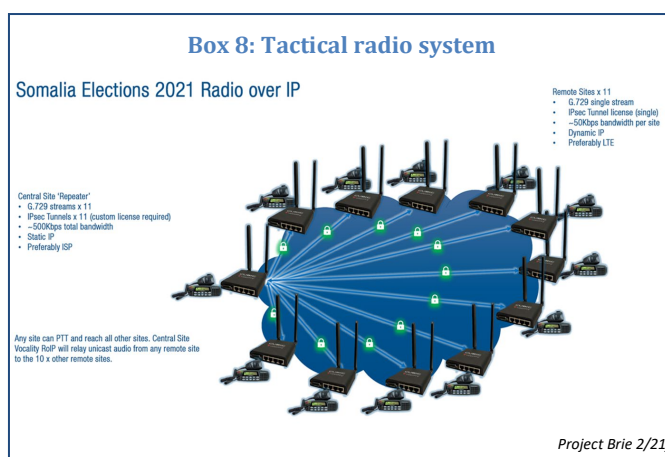 Box 8: Tactical radio system
Somalia Elections 2021 Radio over IP
Remote Sites x 11
• G.729 single stream
• IPsec Tunnel license (single)
• ~50Kbps bandwidth per site
• Dynamic IP
• Preferably LTE
Central Site 'Repeater'
• G.729 streams x 11
• IPsec Tunnels x 11 (custom license required)
• ~500Kbps total bandwidth
• Static IP
• Preferably ISP
Any site can PTT and reach all other sites. Central Site
Vocality RoIP will relay unicast audio from any remote site
to the 10 x other remote sites.
Project Brie 2/21